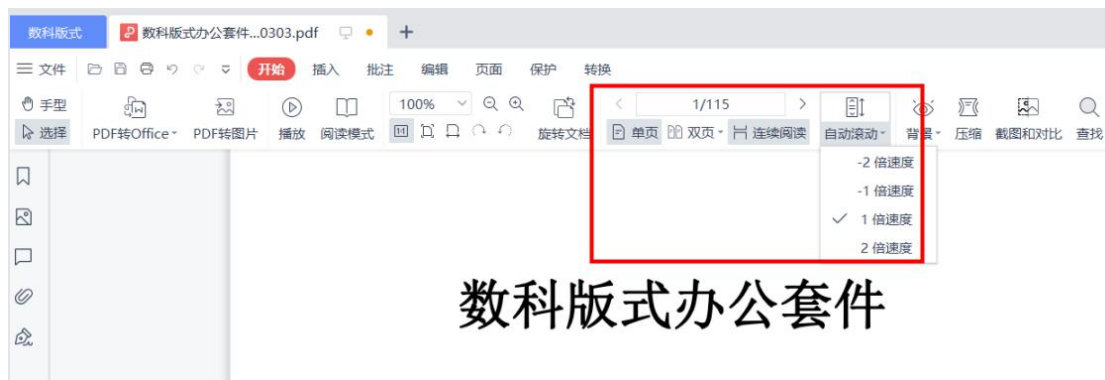 数科版式
数科版式办公套件...0303.pdf
文件
开始 插入 批注 编辑 页面 保护 转换
手型
100%
1/115
选择 PDF转Office PDF转图片 播放 阅读模式 旋转文档 单页 双页 连续阅读 自动滚动 背景 压缩 截图和对比 查找
-2 倍速度
-1 倍速度
1 倍速度
2 倍速度
数科版式办公套件